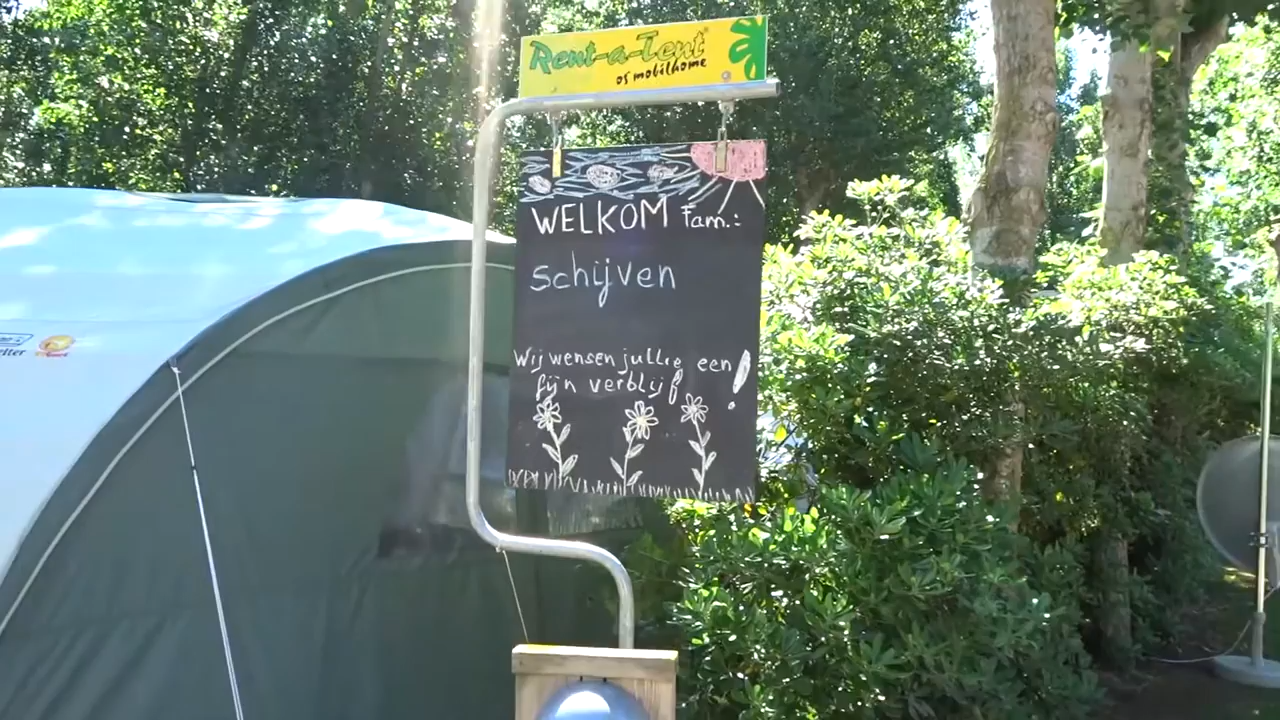 Rent-a-Tent
of mobilhome
WELKOM Fam.:
Schijven
Wij wensen jullie een
fijn verblijf!